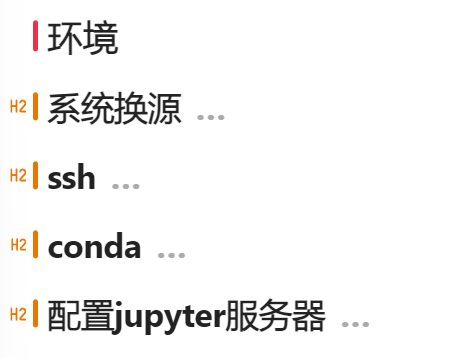 环境
H2 系统换源 ...
H2 ssh ...
H2 conda ...
H2 配置jupyter服务器 ...